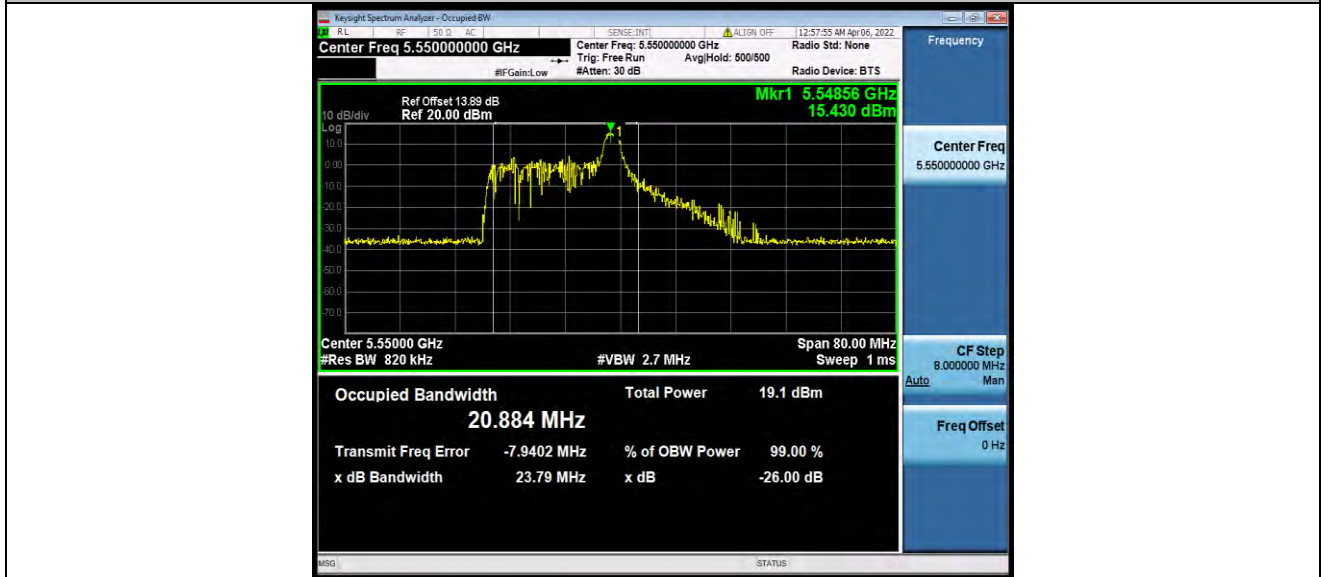 Keysight Spectrum Analyzer - Occupied BW
RL RF 50 Ω AC SENSE:INT ALIGN OFF 12:57:55 AM Apr 06, 2022
Center Freq 5.550000000 GHz
Center Freq: 5.550000000 GHz Radio Std: None
Trig: Free Run Avg|Hold: 500/500
#IFGain:Low #Atten: 30 dB Radio Device: BTS
Frequency
Mkr1 5.54856 GHz
15.430 dBm
Ref Offset 13.89 dB
10 dB/div Ref 20.00 dBm
Log
10.0
0.00
-10.0
-20.0
-30.0
-40.0
-50.0
-60.0
-70.0
1
Center 5.55000 GHz Span 80.00 MHz
#Res BW 820 kHz #VBW 2.7 MHz Sweep 1 ms
Center Freq
5.550000000 GHz
CF Step
8.000000 MHz
Auto Man
Freq Offset
0 Hz
Occupied Bandwidth Total Power 19.1 dBm
20.884 MHz
Transmit Freq Error -7.9402 MHz % of OBW Power 99.00 %
x dB Bandwidth 23.79 MHz x dB -26.00 dB
MSG STATUS